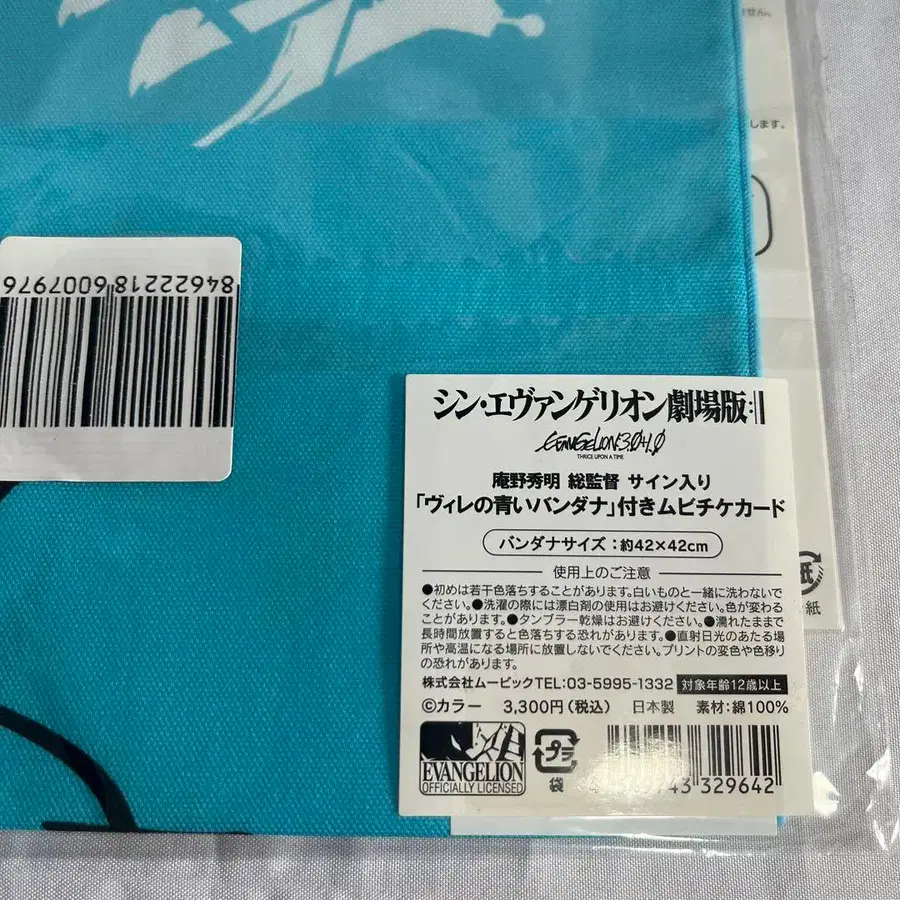 ません。
します。
8462222186007976
シン・エヴァンゲリオン劇場版:||
EVANGELION:3.0+1.0
THRICE UPON A TIME
庵野秀明 総監督 サイン入り
「ヴィレの青いバンダナ」付きムビチケカード
バンダナサイズ：約42×42cm
使用上のご注意
●初めは若干色落ちすることがあります。白いものと一緒に洗わないで
ください。●洗濯の際には漂白剤の使用はお避けください。色が変わる
ことがあります。●タンブラー乾燥はお避けください。●濡れたままで
長時間放置すると色落ちする恐れがあります。●直射日光のあたる場
所や高温になる場所に放置しないでください。プリントの変色や色移り
の恐れがあります。
株式会社ムービックTEL:03-5995-1332 対象年齢12歳以上
©カラー 3,300円（税込） 日本製 素材：綿100%
EVANGELION
OFFICIALLY LICENSED
プラ
袋
43 329642
紙
紙